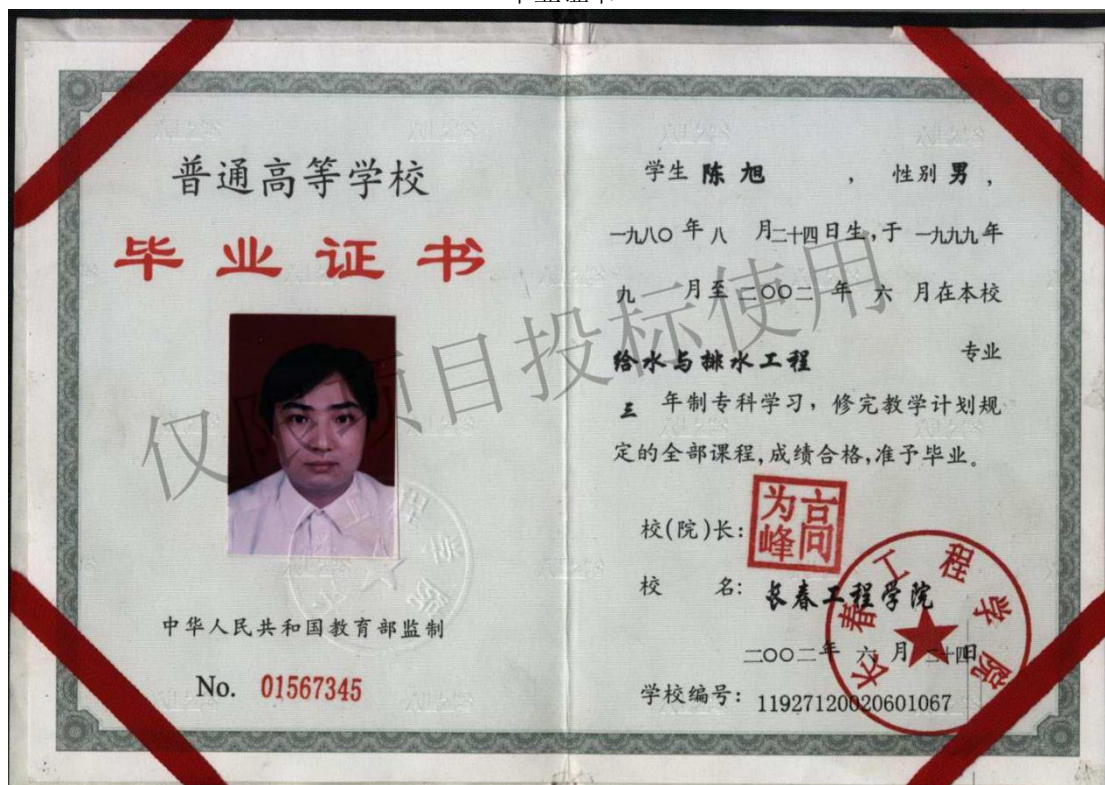 普通高等学校
毕业证书
中华人民共和国教育部监制
No. 01567345
学生 陈旭 , 性别 男,
一九八〇年八月二十四日生,于一九九九年
九月至二〇〇二年六月在本校
给水与排水工程 专业
三年制专科学习,修完教学计划规
定的全部课程,成绩合格,准予毕业。
校(院)长:
高为峰
校名: 长春工程学院
长春工程学院
二〇〇二年六月二十四日
学校编号: 11927120020601067
仅限项目投标使用